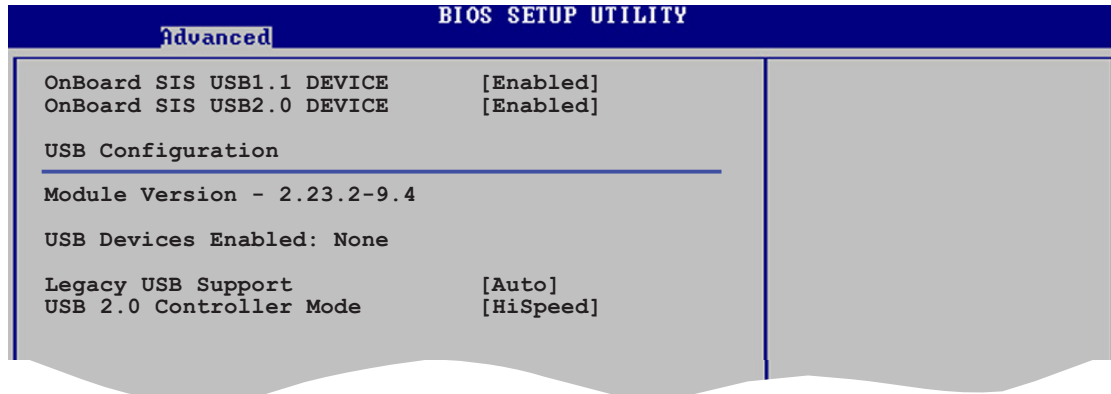 BIOS SETUP UTILITY
Advanced
OnBoard SIS USB1.1 DEVICE [Enabled]
OnBoard SIS USB2.0 DEVICE [Enabled]
USB Configuration
Module Version - 2.23.2-9.4
USB Devices Enabled: None
Legacy USB Support [Auto]
USB 2.0 Controller Mode [HiSpeed]